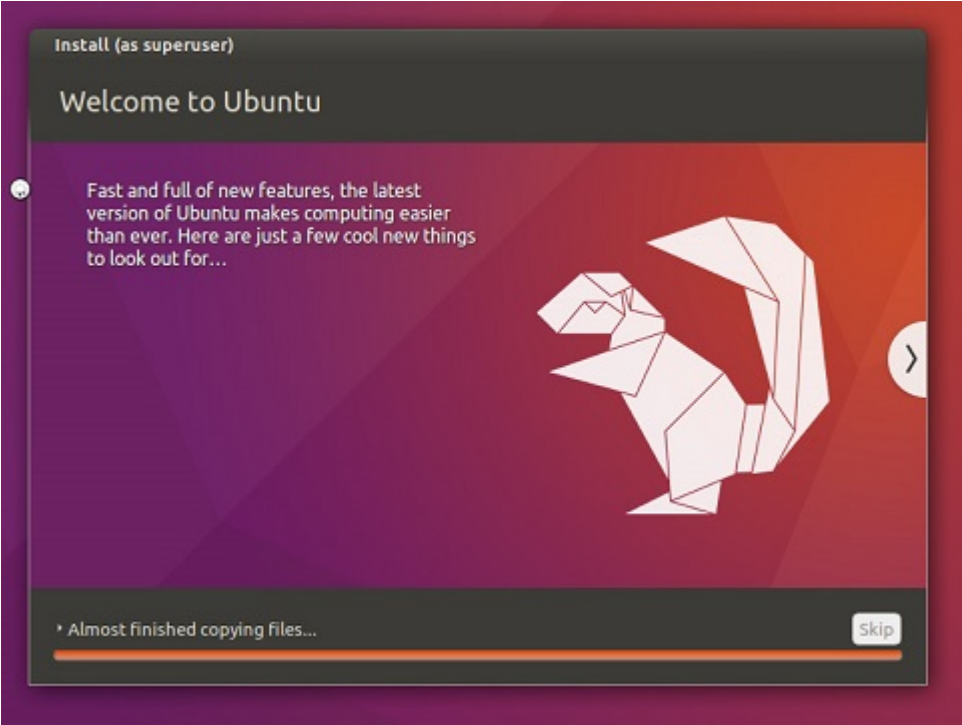 Install (as superuser)
Welcome to Ubuntu
Fast and full of new features, the latest
version of Ubuntu makes computing easier
than ever. Here are just a few cool new things
to look out for…
Almost finished copying files...
Skip